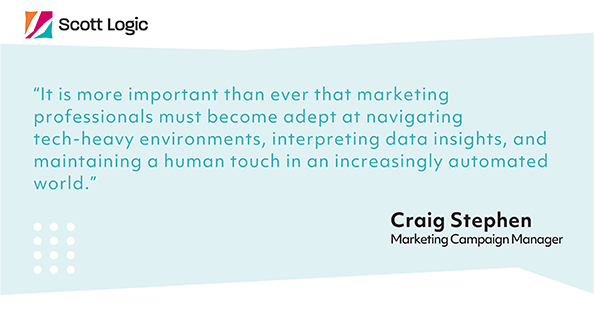 Scott Logic
“It is more important than ever that marketing
professionals must become adept at navigating
tech-heavy environments, interpreting data insights, and
maintaining a human touch in an increasingly automated
world.”
Craig Stephen
Marketing Campaign Manager